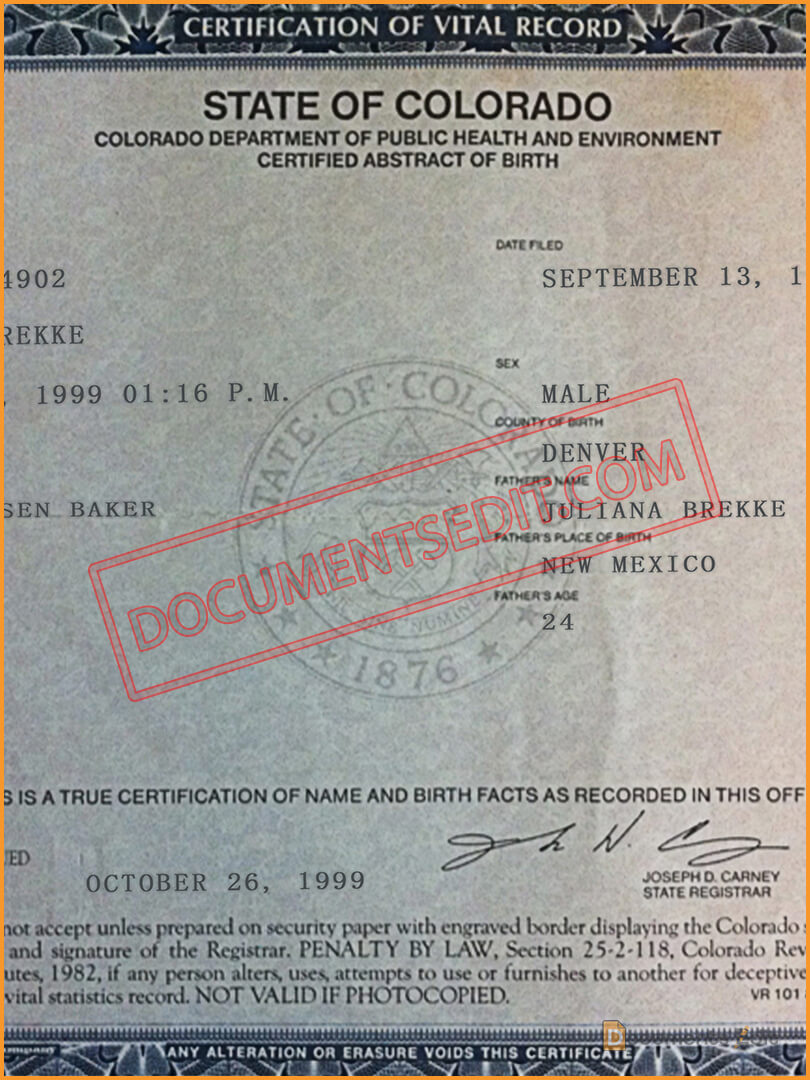 CERTIFICATION OF VITAL RECORD
STATE OF COLORADO
COLORADO DEPARTMENT OF PUBLIC HEALTH AND ENVIRONMENT
CERTIFIED ABSTRACT OF BIRTH
DATE FILED
4902
SEPTEMBER 13, 1
REKKE
SEX
, 1999 01:16 P.M.
MALE
COUNTY OF BIRTH
DENVER
FATHER'S NAME
SEN BAKER
JULIANA BREKKE
FATHER'S PLACE OF BIRTH
NEW MEXICO
FATHER'S AGE
24
STATE OF COLORADO
1876
DOCUMENTSEDIT.COM
S IS A TRUE CERTIFICATION OF NAME AND BIRTH FACTS AS RECORDED IN THIS OFF
ED
OCTOBER 26, 1999
JOSEPH D. CARNEY
STATE REGISTRAR
not accept unless prepared on security paper with engraved border displaying the Colorado
and signature of the Registrar. PENALTY BY LAW, Section 25-2-118, Colorado Rev
utes, 1982, if any person alters, uses, attempts to use or furnishes to another for deceptive
vital statistics record. NOT VALID IF PHOTOCOPIED.
VR 101
ANY ALTERATION OR ERASURE VOIDS THIS CERTIFICATE